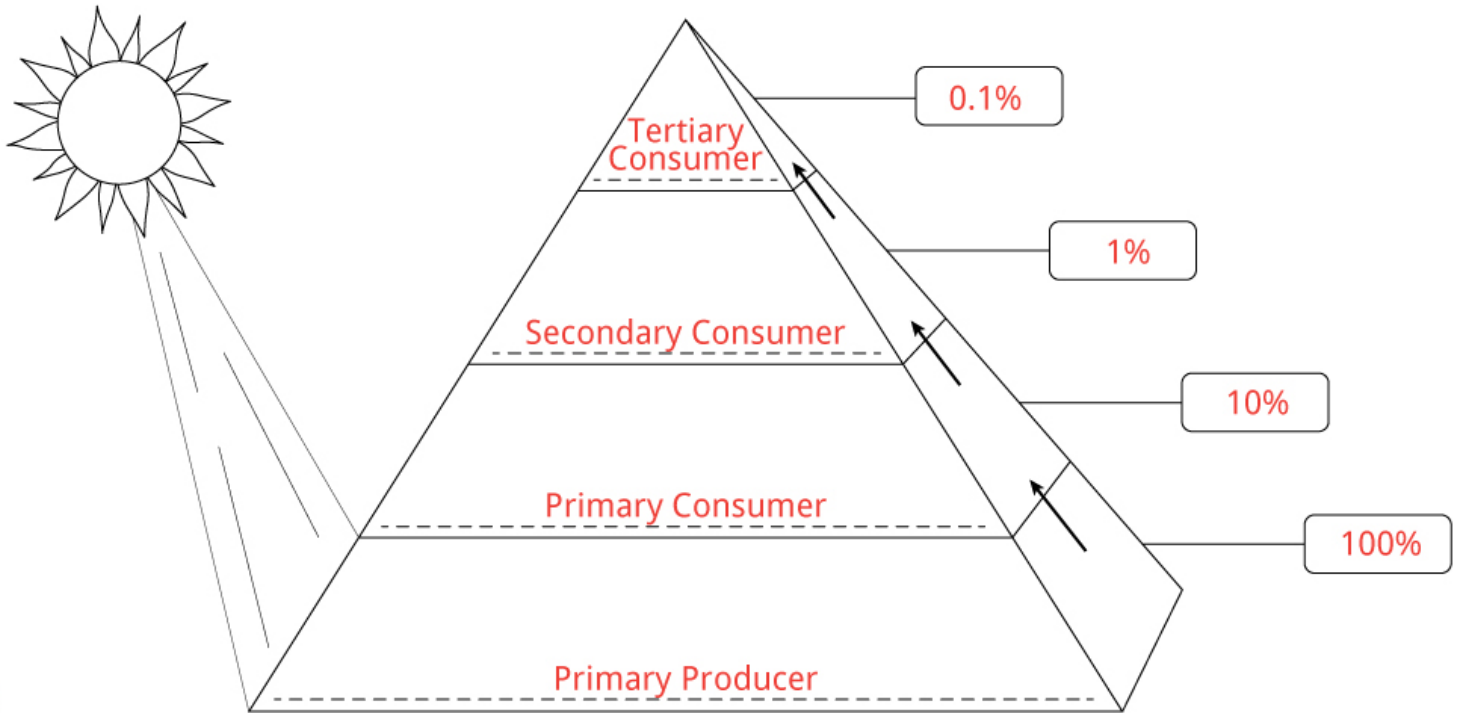 0.1%
Tertiary
Consumer
1%
Secondary Consumer
10%
Primary Consumer
100%
Primary Producer